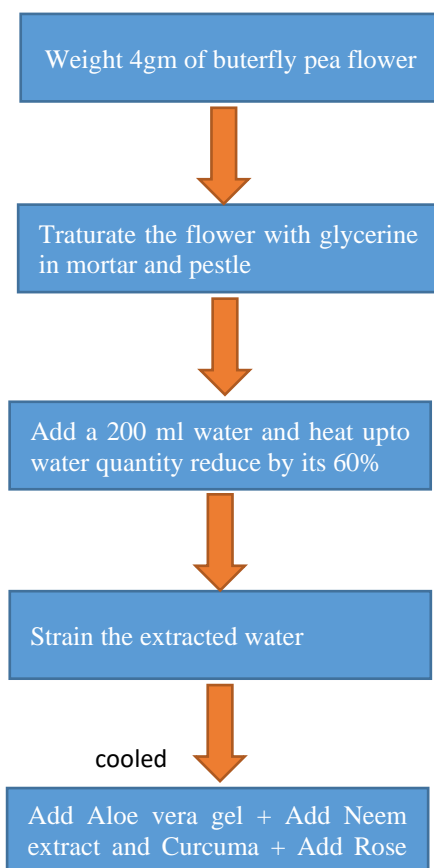 Weight 4gm of buterfly pea flower
Traturate the flower with glycerine
in mortar and pestle
Add a 200 ml water and heat upto
water quantity reduce by its 60%
Strain the extracted water
cooled
Add Aloe vera gel + Add Neem
extract and Curcuma + Add Rose